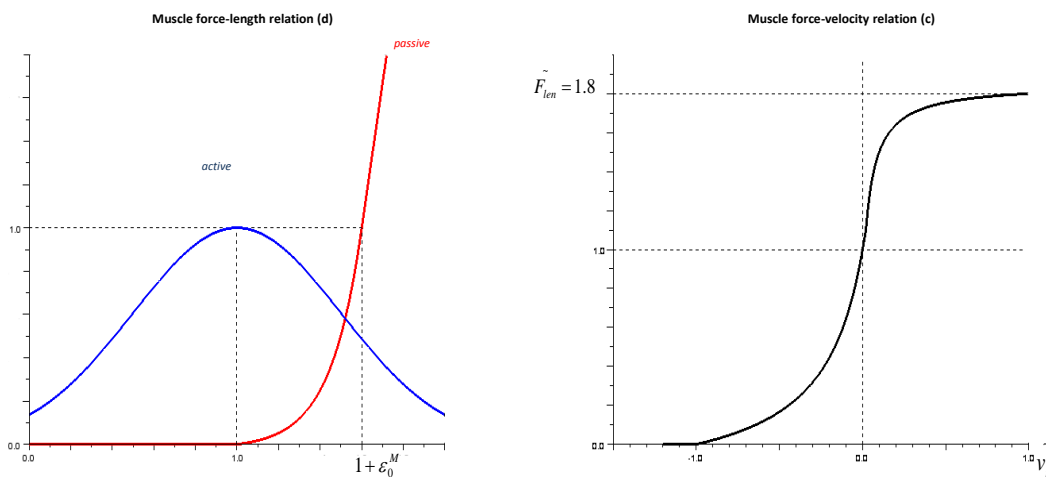 Muscle force-length relation (d)
passive
active
1.0
0.0
0.0
1.0
1 + ε₀ᴹ
Muscle force-velocity relation (c)
F̃_len = 1.8
1.0
0.0
-1.0
0.0
1.0
v